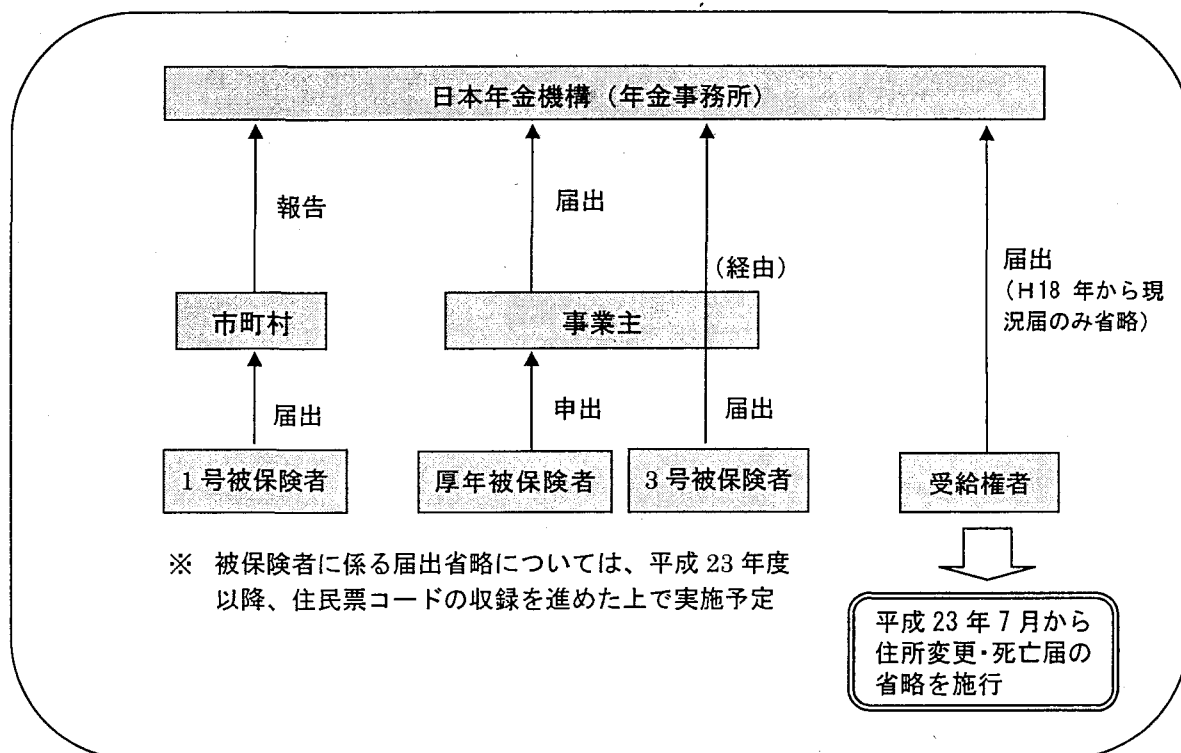 日本年金機構（年金事務所）
報告
届出
（経由）
届出
（H18 年から現
況届のみ省略）
市町村
事業主
届出
申出
届出
1号被保険者
厚年被保険者
3号被保険者
受給権者
※ 被保険者に係る届出省略については、平成 23 年度
以降、住民票コードの収録を進めた上で実施予定
平成 23 年 7 月から
住所変更・死亡届の
省略を施行